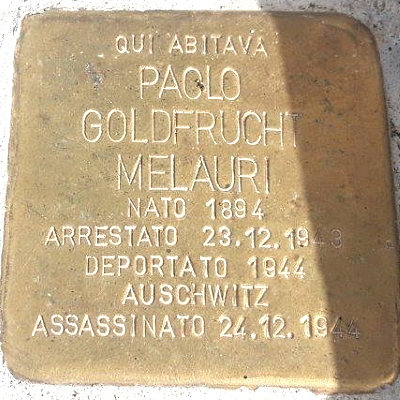 QUI ABITAVA
PAOLO
GOLDFRUCHT
MELAURI
NATO 1894
ARRESTATO 23.12.1943
DEPORTATO 1944
AUSCHWITZ
ASSASSINATO 24.12.1944